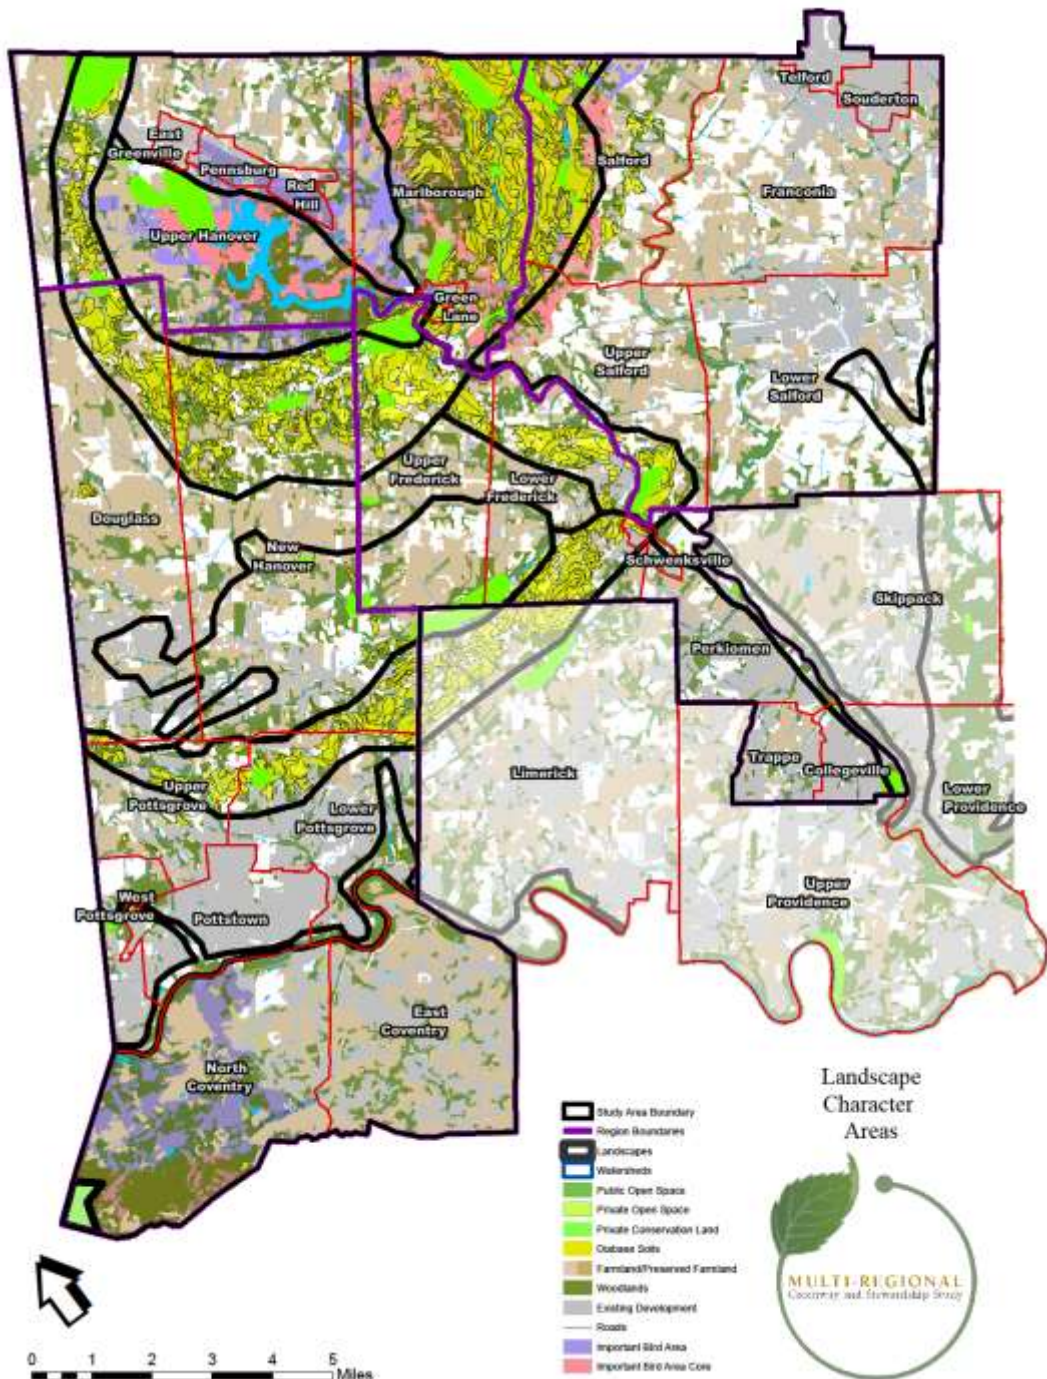 Telford
Souderton
East
Greenville
Pennsburg
Red
Hill
Marlborough
Salford
Franconia
Upper Hanover
Green
Lane
Upper
Salford
Lower
Salford
Upper
Frederick
Lower
Frederick
Douglass
New
Hanover
Schwenksville
Skippack
Perkiomen
Trappe
Collegeville
Limerick
Lower
Providence
Upper
Pottsgrove
Lower
Pottsgrove
West
Pottsgrove
Pottstown
Upper
Providence
East
Coventry
North
Coventry
Landscape
Character
Areas
Study Area Boundary
Region Boundaries
Landscapes
Watersheds
Public Open Space
Private Open Space
Private Conservation Land
Diabase Soils
Farmland/Preserved Farmland
Woodlands
Existing Development
Roads
Important Bird Area
Important Bird Area Core
MULTI-REGIONAL
Greenway and Stewardship Study
0 1 2 3 4 5
Miles